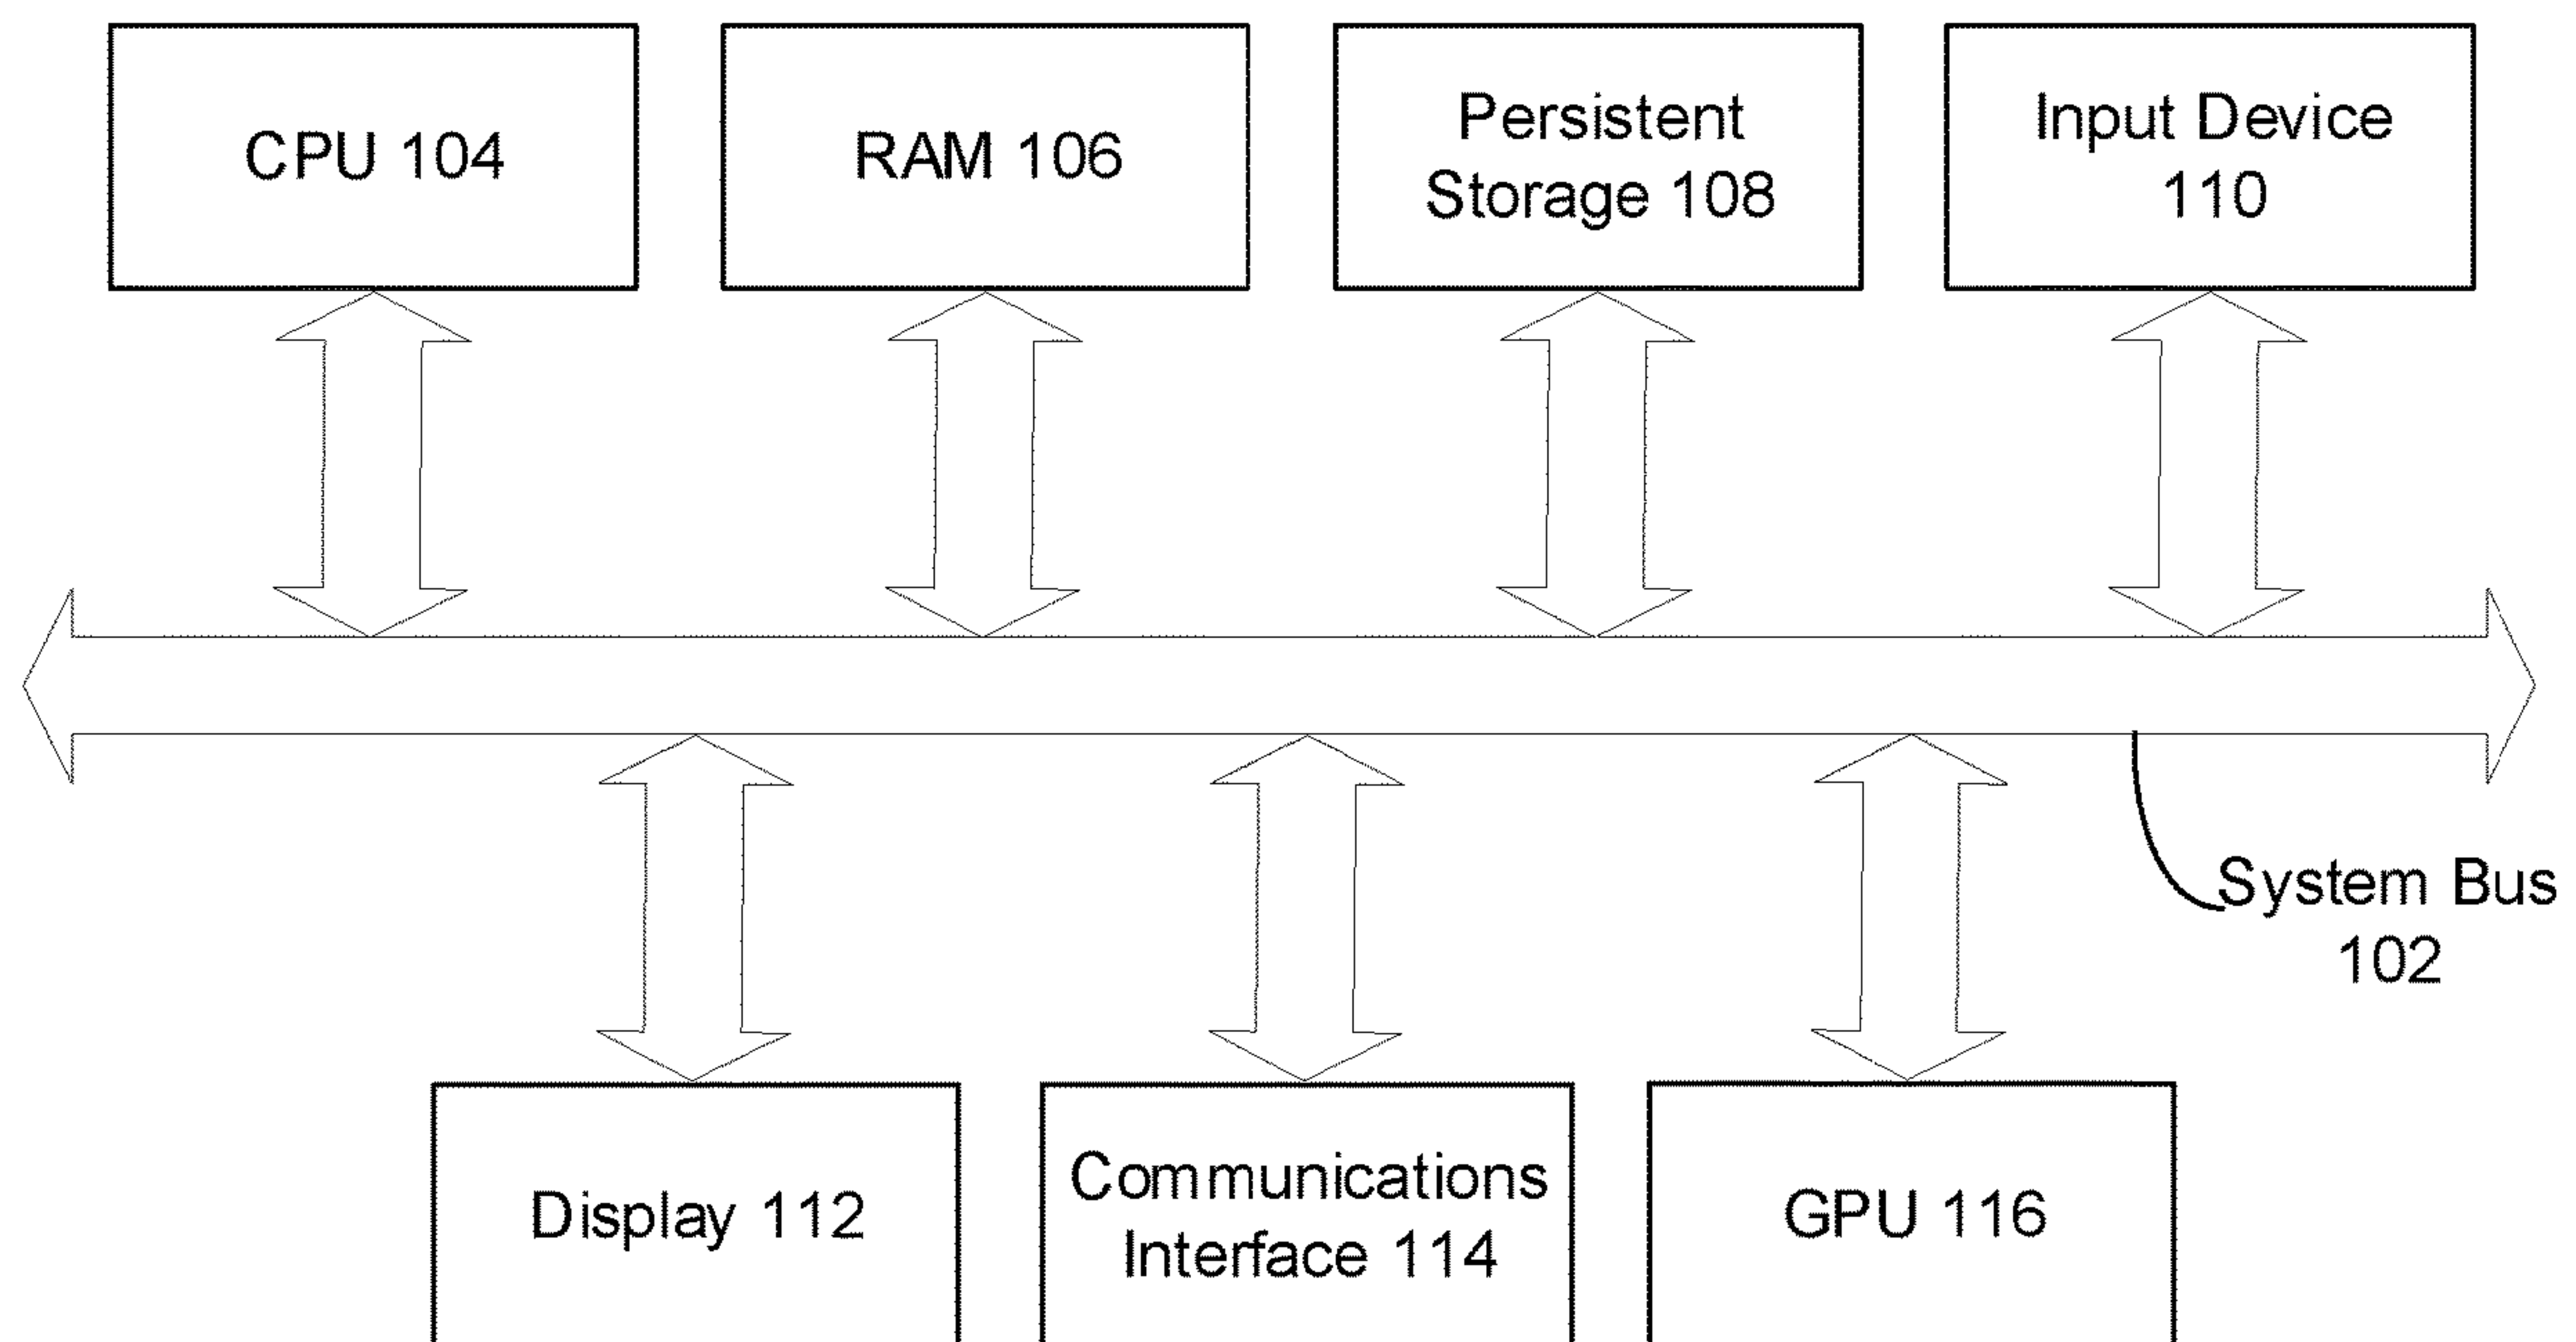 CPU 104
RAM 106
Persistent
Storage 108
Input Device
110
System Bus
102
Display 112
Communications
Interface 114
GPU 116